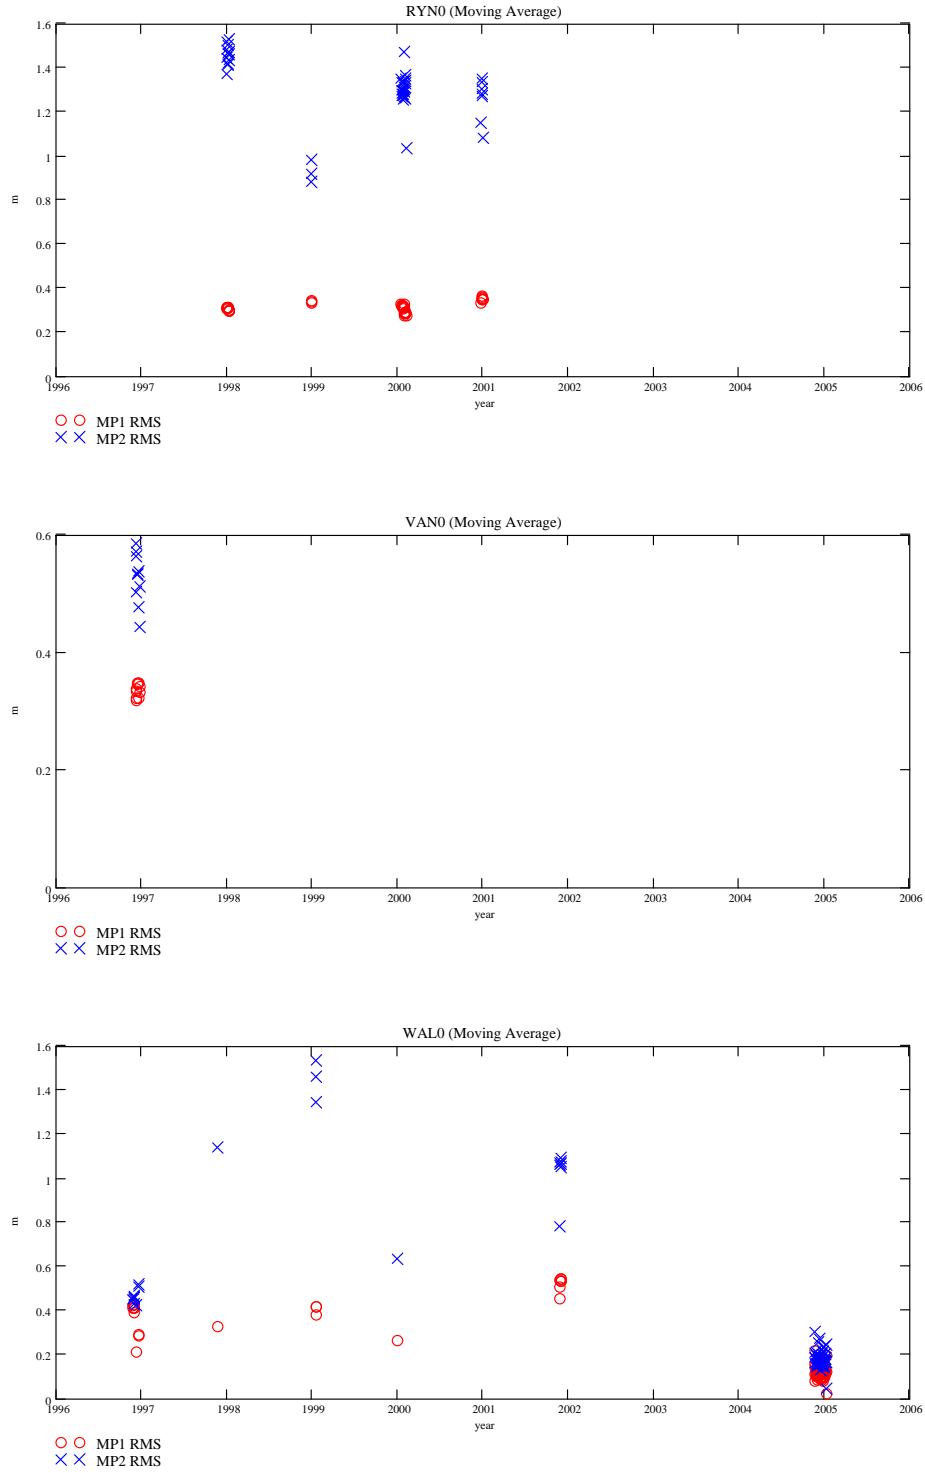 RYN0 (Moving Average)
1.6
1.4
1.2
1
0.8
0.6
0.4
0.2
0
m
1996 1997 1998 1999 2000 2001 2002 2003 2004 2005 2006
year
MP1 RMS
MP2 RMS
VAN0 (Moving Average)
0.6
0.4
0.2
0
m
1996 1997 1998 1999 2000 2001 2002 2003 2004 2005 2006
year
MP1 RMS
MP2 RMS
WAL0 (Moving Average)
1.6
1.4
1.2
1
0.8
0.6
0.4
0.2
0
m
1996 1997 1998 1999 2000 2001 2002 2003 2004 2005 2006
year
MP1 RMS
MP2 RMS